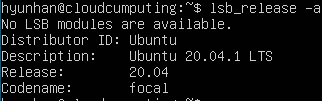 hyunhan@cloudcumputing:~$ lsb_release -a
No LSB modules are available.
Distributor ID: Ubuntu
Description:    Ubuntu 20.04.1 LTS
Release:        20.04
Codename:       focal